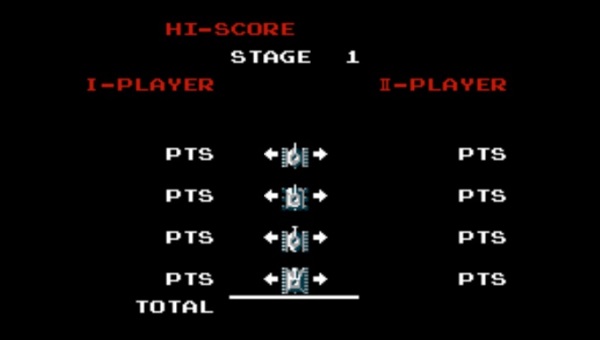 HI-SCORE
STAGE 1
I-PLAYER II-PLAYER
PTS PTS
PTS PTS
PTS PTS
PTS PTS
TOTAL